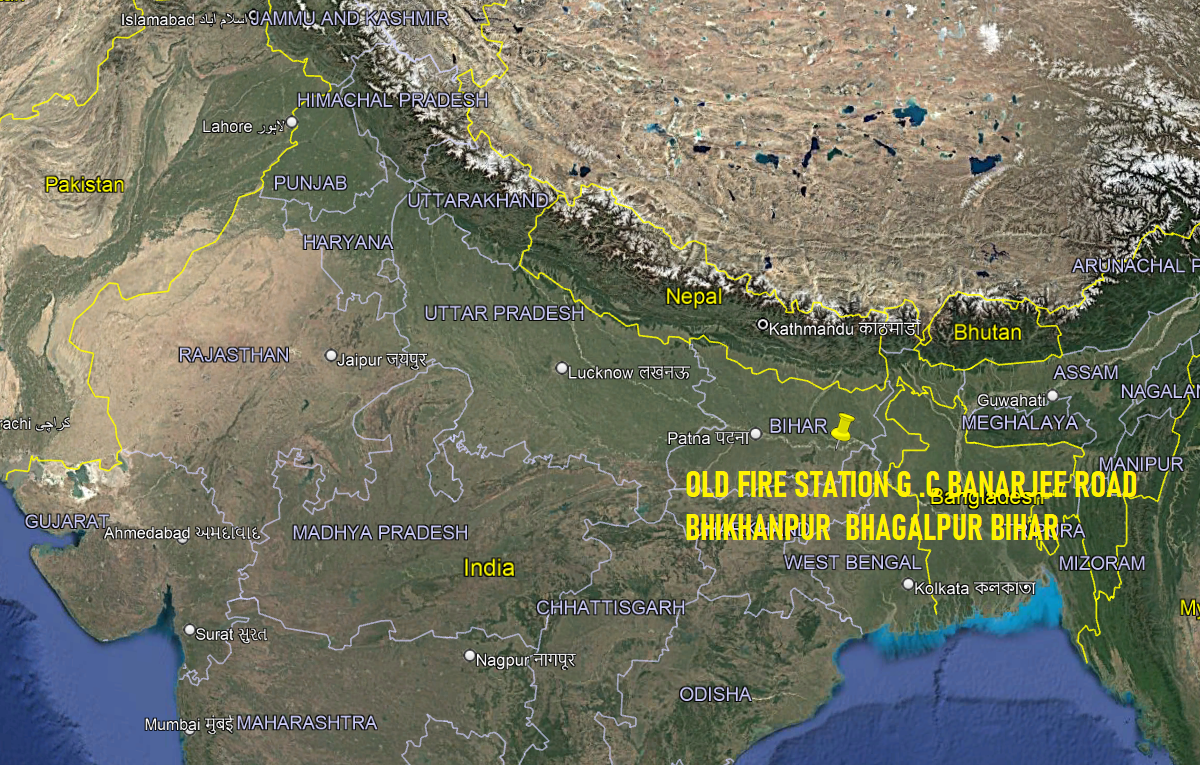 Islamabad اسلام آباد
JAMMU AND KASHMIR
HIMACHAL PRADESH
Lahore لاہور
Pakistan
PUNJAB
UTTARAKHAND
HARYANA
ARUNACHAL P
Nepal
UTTAR PRADESH
Kathmandu काठमाडौँ
Bhutan
RAJASTHAN
Jaipur जयपुर
Lucknow लखनऊ
ASSAM
NAGALAN
Guwahati
rachi کراچی
MEGHALAYA
BIHAR
Patna पटना
MANIPUR
OLD FIRE STATION G .C BANARJEE ROAD
Bangladesh
BHIKHANPUR BHAGALPUR BIHAR
GUJARAT
Ahmedabad અમદાવાદ
MADHYA PRADESH
WEST BENGAL
MIZORAM
India
Kolkata কলকাতা
CHHATTISGARH
My
Surat સુરત
Nagpur नागपूर
ODISHA
Mumbai मुंबई
MAHARASHTRA